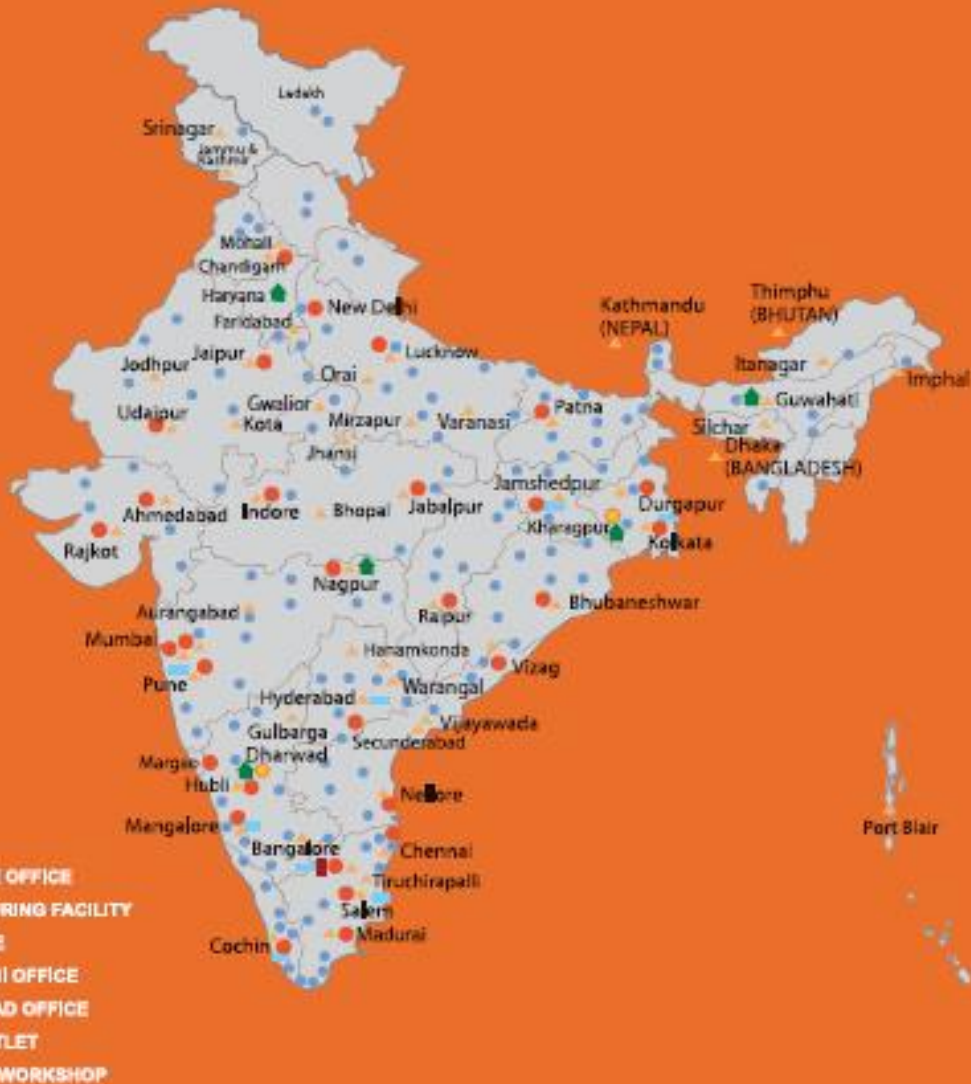 Ladakh
Srinagar
Jammu &
Kashmir
Mohali
Chandigarh
Haryana
New Delhi
Faridabad
Kathmandu
(NEPAL)
Thimphu
(BHUTAN)
Jodhpur
Jaipur
Lucknow
Itanagar
Imphal
Orai
Udaipur
Gwalior
Kota
Mirzapur
Varanasi
Patna
Guwahati
Silchar
Dhaka
(BANGLADESH)
Jhansi
Ahmedabad
Indore
Bhopal
Jabalpur
Jamshedpur
Durgapur
Kharagpur
Kolkata
Rajkot
Nagpur
Aurangabad
Raipur
Bhubaneshwar
Mumbai
Hanamkonda
Vizag
Pune
Hyderabad
Warangal
Gulbarga
Vijayawada
Secunderabad
Dharwad
Margao
Hubli
Nellore
Mangalore
Port Blair
Bangalore
Chennai
Tiruchirapalli
Salem
Madurai
Cochin
OFFICE
URING FACILITY
E
I OFFICE
AD OFFICE
TLET
WORKSHOP